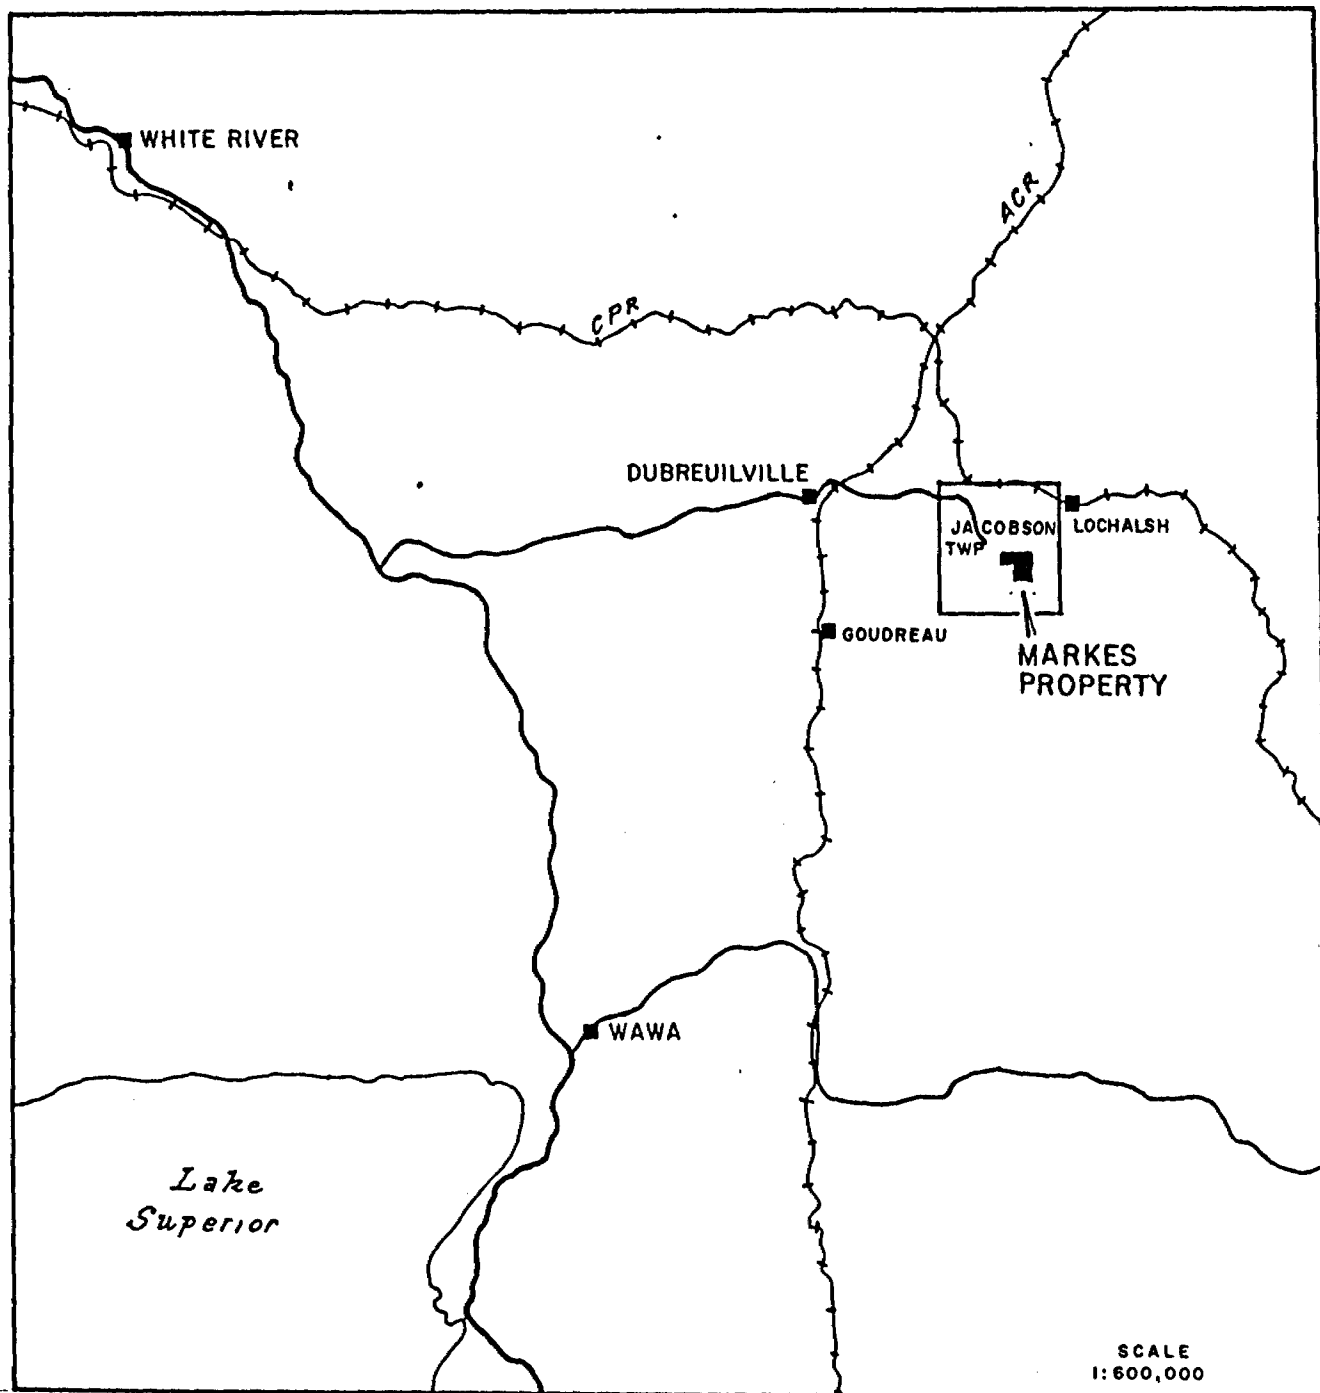 WHITE RIVER
ACR
CPR
DUBREUILVILLE
JACOBSON
TWP
LOCHALSH
GOUDREAU
MARKES
PROPERTY
WAWA
Lake
Superior
SCALE
1:600,000